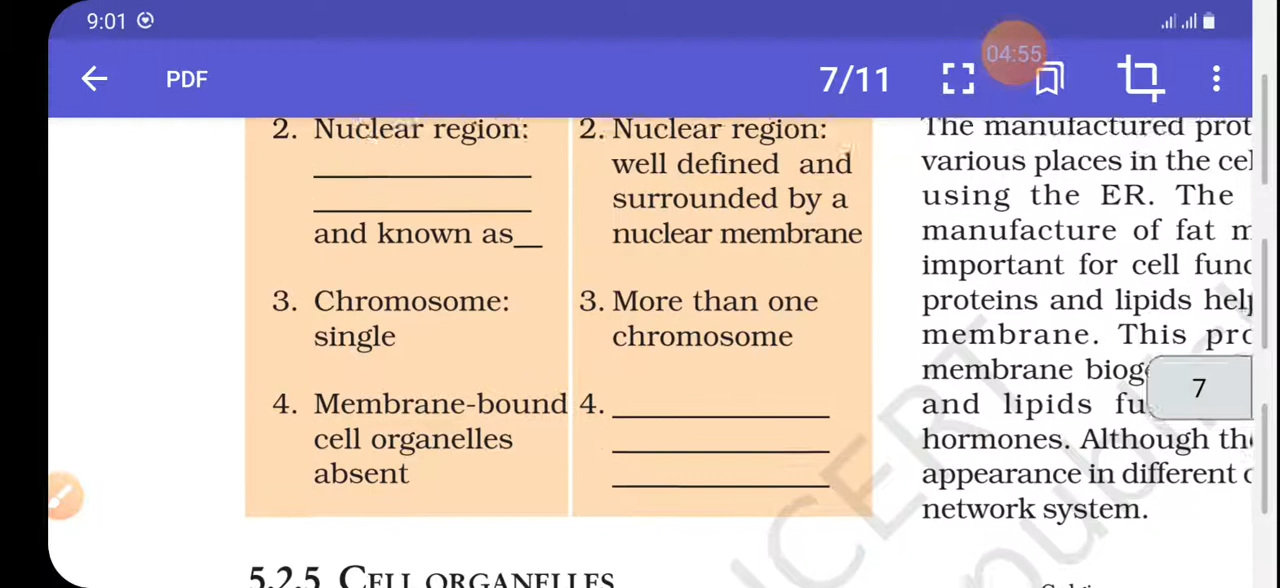 9:01
04:55
PDF
7/11
2. Nuclear region:
and known as__
3. Chromosome:
single
4. Membrane-bound
cell organelles
absent
2. Nuclear region:
well defined and
surrounded by a
nuclear membrane
3. More than one
chromosome
4.
The manufactured prot
various places in the cel
using the ER. The
manufacture of fat m
important for cell func
proteins and lipids help
membrane. This pro
membrane biog
and lipids fu
hormones. Although the
appearance in different c
network system.
7
5.2.5 CELL ORGANELLES